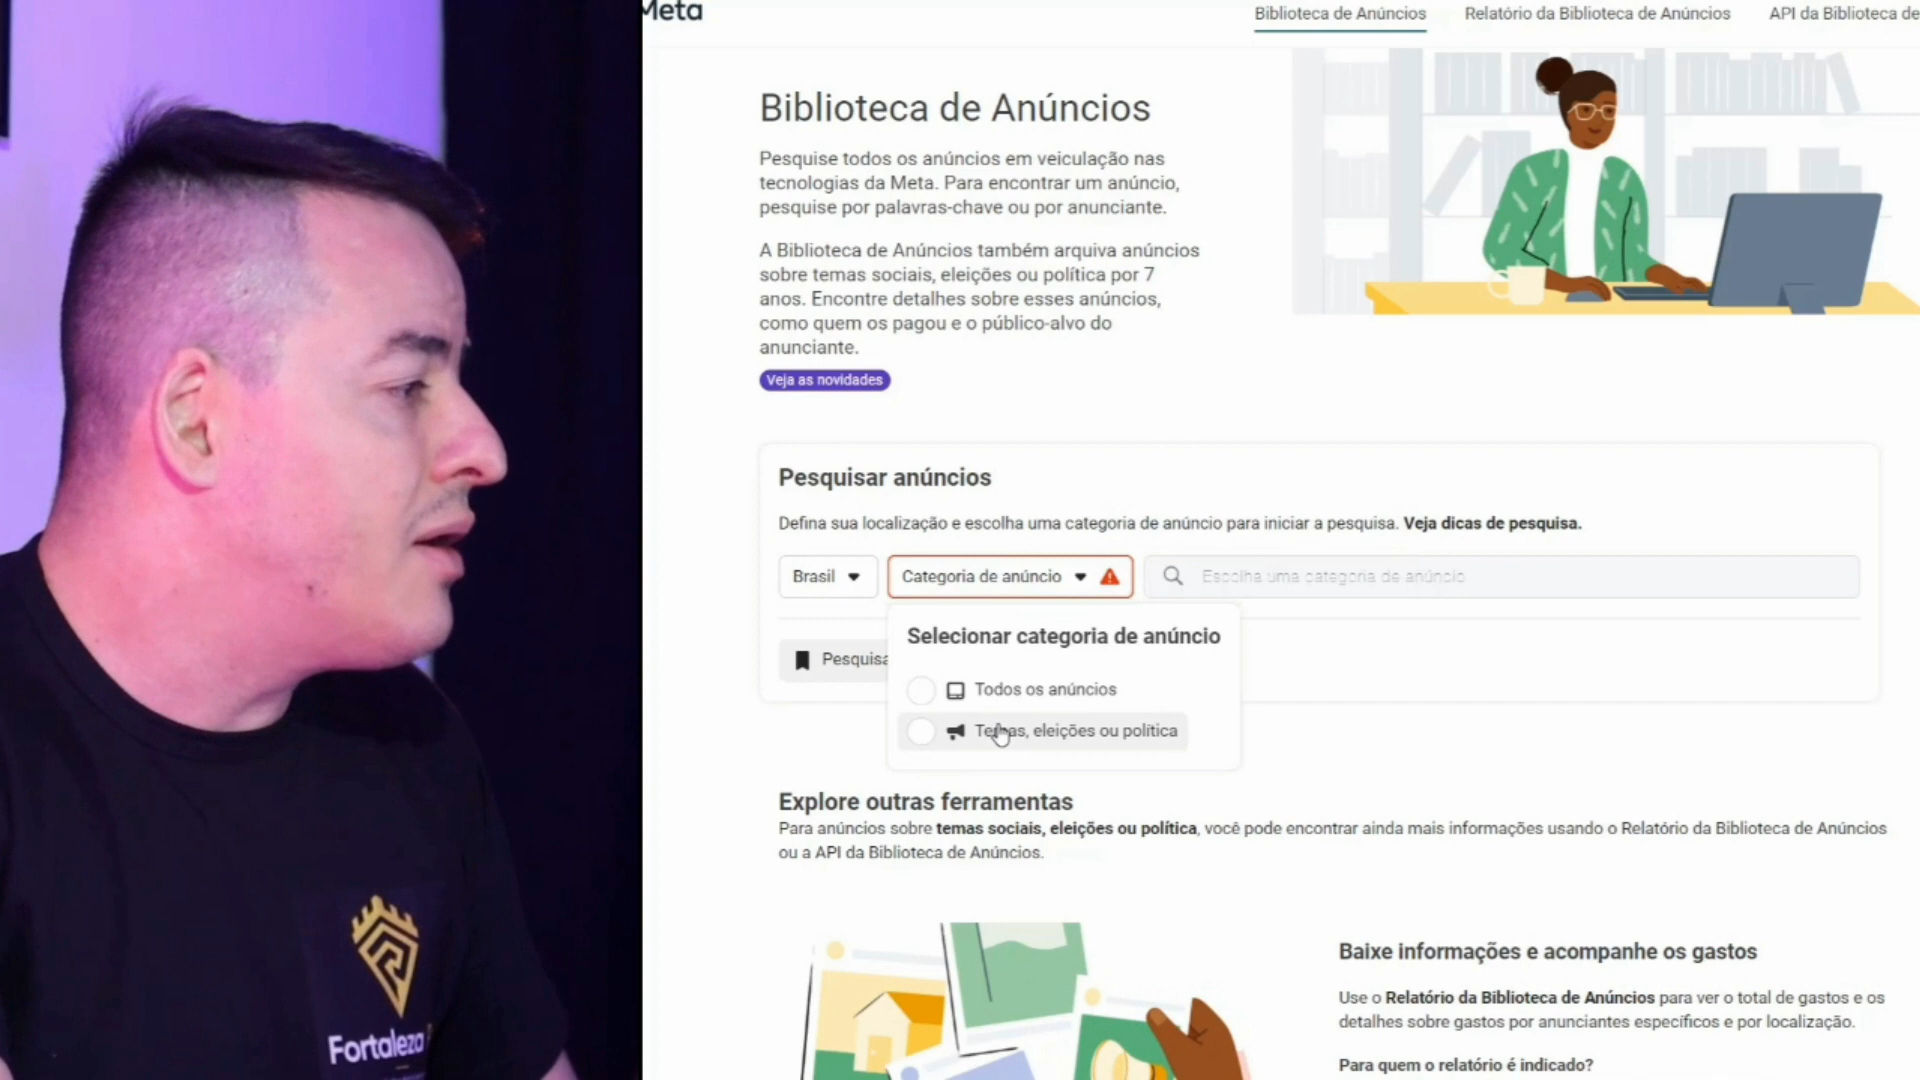 Meta
Biblioteca de Anúncios
Relatório da Biblioteca de Anúncios
API da Biblioteca de
Biblioteca de Anúncios
Pesquise todos os anúncios em veiculação nas
tecnologias da Meta. Para encontrar um anúncio,
pesquise por palavras-chave ou por anunciante.
A Biblioteca de Anúncios também arquiva anúncios
sobre temas sociais, eleições ou política por 7
anos. Encontre detalhes sobre esses anúncios,
como quem os pagou e o público-alvo do
anunciante.
Veja as novidades
Pesquisar anúncios
Defina sua localização e escolha uma categoria de anúncio para iniciar a pesquisa. Veja dicas de pesquisa.
Brasil
Categoria de anúncio
Escolha uma categoria de anúncio
Selecionar categoria de anúncio
Pesquisa
Todos os anúncios
Temas, eleições ou política
Explore outras ferramentas
Para anúncios sobre temas sociais, eleições ou política, você pode encontrar ainda mais informações usando o Relatório da Biblioteca de Anúncios
ou a API da Biblioteca de Anúncios.
Baixe informações e acompanhe os gastos
Use o Relatório da Biblioteca de Anúncios para ver o total de gastos e os
detalhes sobre gastos por anunciantes específicos e por localização.
Para quem o relatório é indicado?
Fortaleza